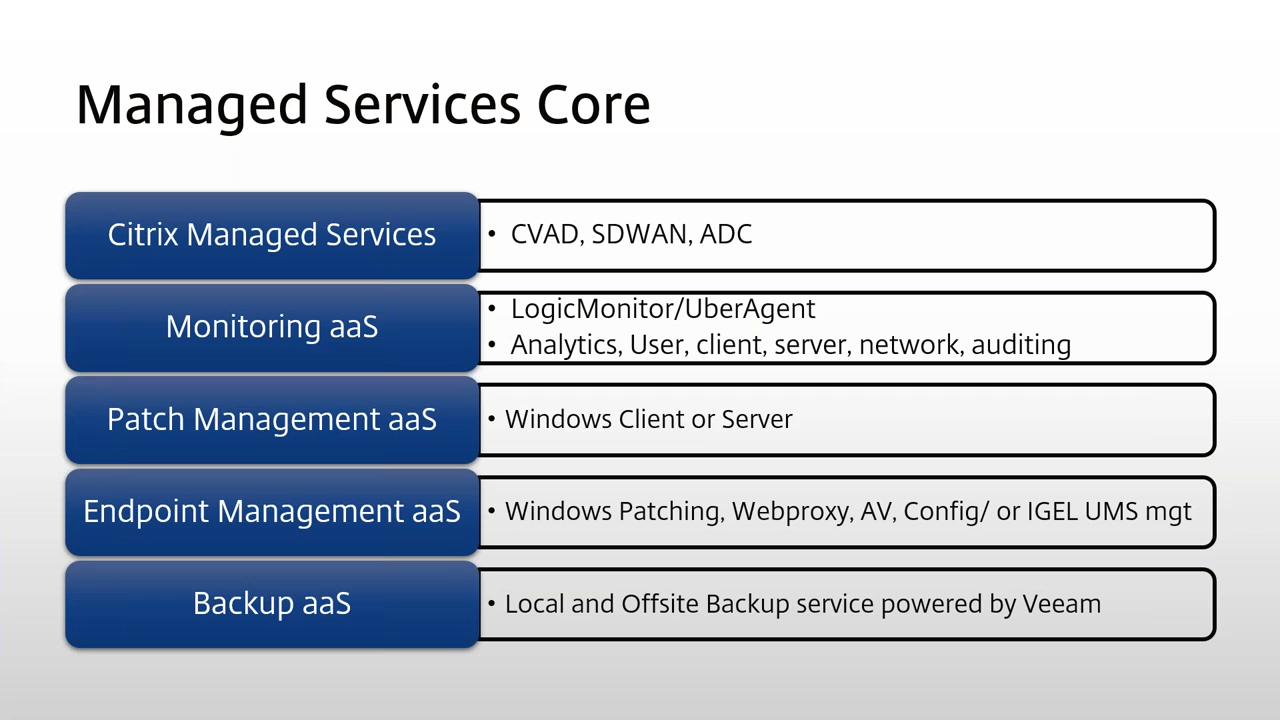 Managed Services Core
Citrix Managed Services
• CVAD, SDWAN, ADC
Monitoring aaS
• LogicMonitor/UberAgent
• Analytics, User, client, server, network, auditing
Patch Management aaS
• Windows Client or Server
Endpoint Management aaS
• Windows Patching, Webproxy, AV, Config/ or IGEL UMS mgt
Backup aaS
• Local and Offsite Backup service powered by Veeam